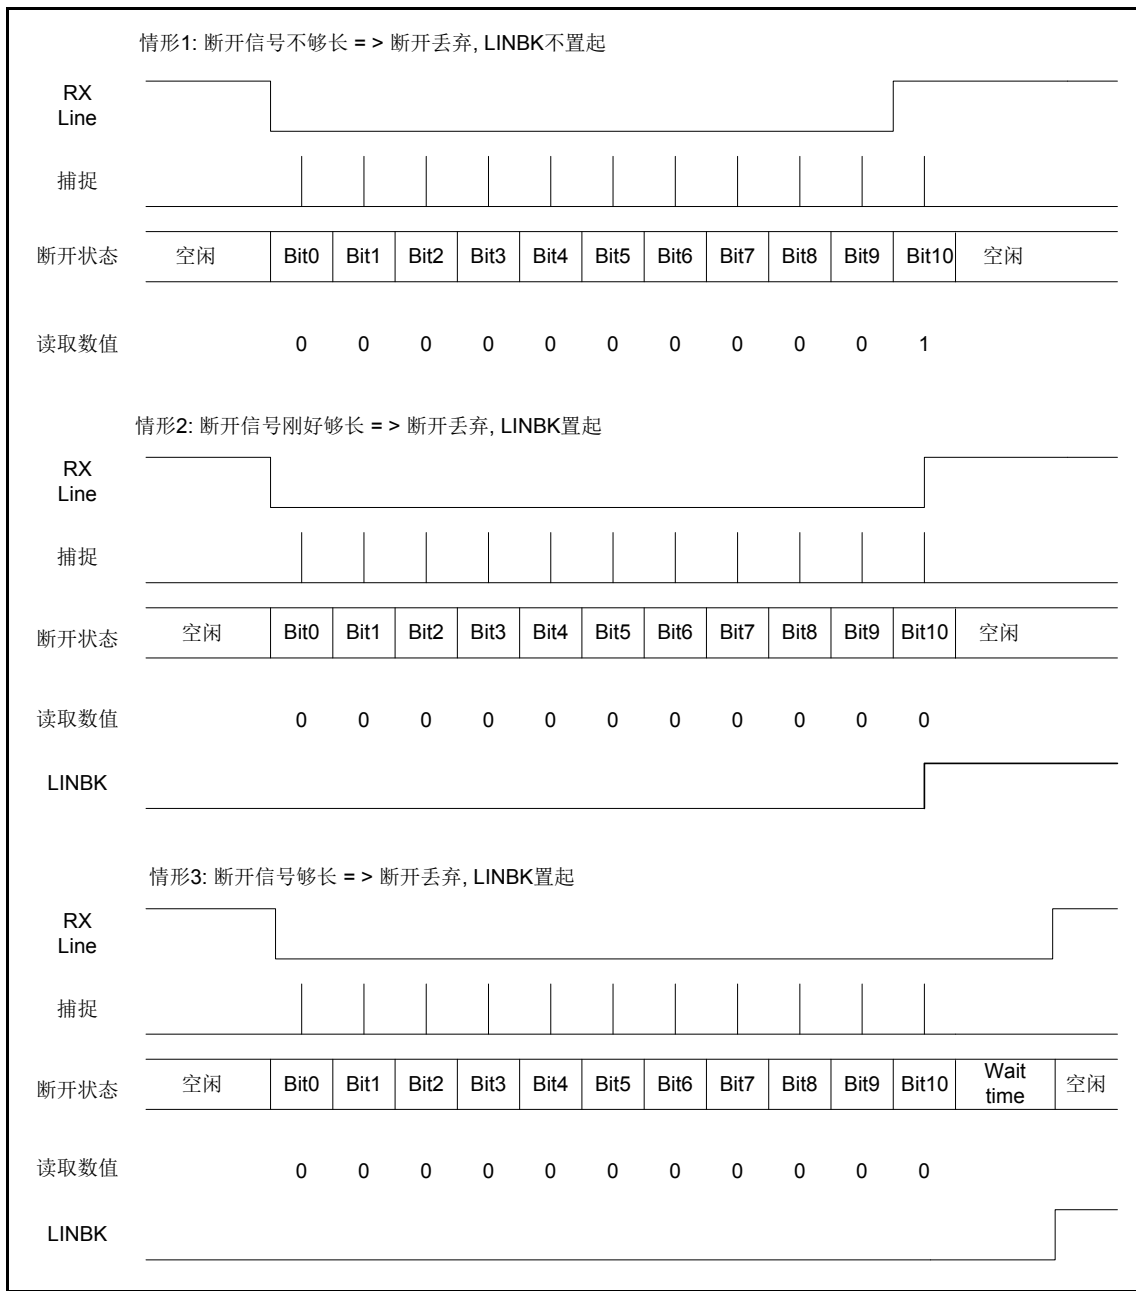 情形1: 断开信号不够长 = > 断开丢弃, LINBK不置起
RX
Line
捕捉
断开状态 空闲 Bit0 Bit1 Bit2 Bit3 Bit4 Bit5 Bit6 Bit7 Bit8 Bit9 Bit10 空闲
读取数值 0 0 0 0 0 0 0 0 0 0 1
情形2: 断开信号刚好够长 = > 断开丢弃, LINBK置起
RX
Line
捕捉
断开状态 空闲 Bit0 Bit1 Bit2 Bit3 Bit4 Bit5 Bit6 Bit7 Bit8 Bit9 Bit10 空闲
读取数值 0 0 0 0 0 0 0 0 0 0 0
LINBK
情形3: 断开信号够长 = > 断开丢弃, LINBK置起
RX
Line
捕捉
断开状态 空闲 Bit0 Bit1 Bit2 Bit3 Bit4 Bit5 Bit6 Bit7 Bit8 Bit9 Bit10 Wait time 空闲
读取数值 0 0 0 0 0 0 0 0 0 0 0
LINBK